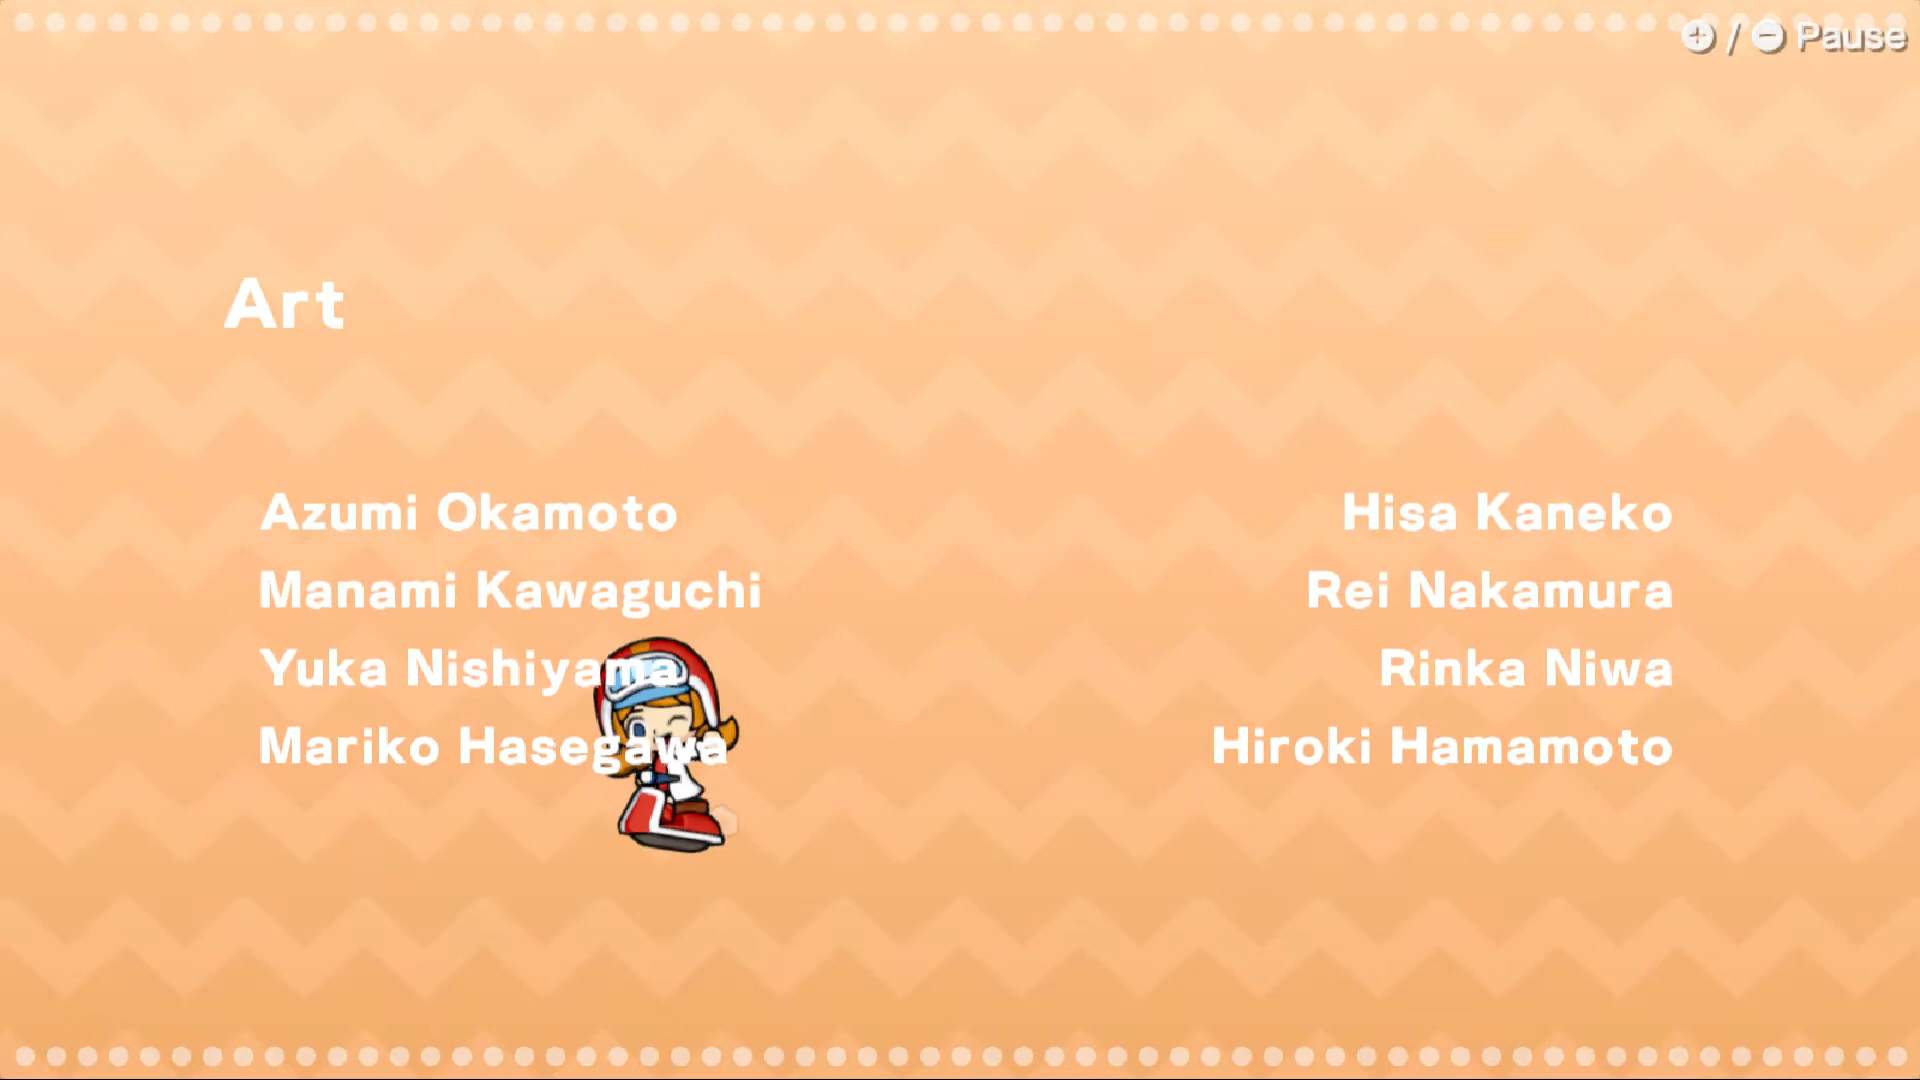 + / - Pause
Art
Azumi Okamoto
Hisa Kaneko
Manami Kawaguchi
Rei Nakamura
Yuka Nishiyama
Rinka Niwa
Mariko Hasegawa
Hiroki Hamamoto